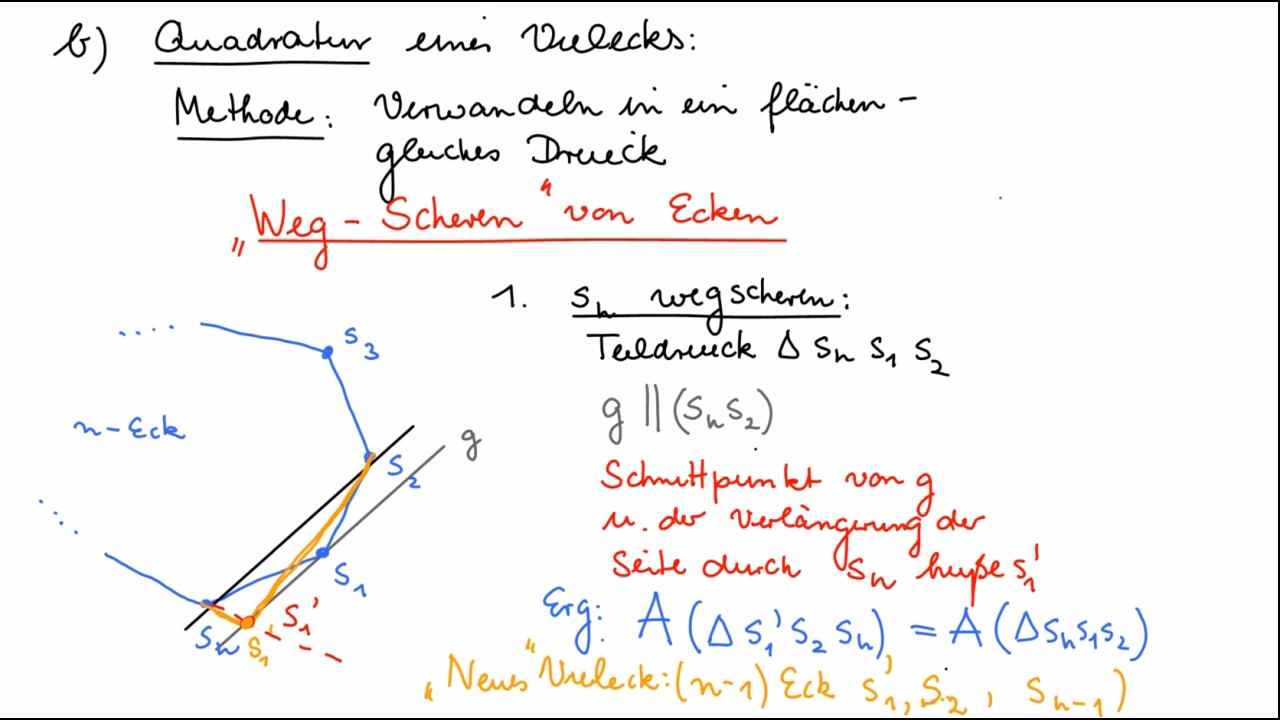 b) Quadratur eines Vielecks:
Methode: Verwandeln in ein flächen-
gleiches Dreieck
„Weg-Scheren" von Ecken
1. Sn wegscheren:
Teildreieck Δ Sn S1 S2
g || (Sn S2)
Schnittpunkt von g
u. der Verlängerung der
Seite durch Sn heiße S1'
Erg: A (Δ S1' S2 Sn) = A (Δ Sn S1 S2)
„Neues" Vieleck: (n-1) Eck S1', S2, Sn-1)
....
S3
n-Eck
g
S2
S1
S1'
Sn
S1'